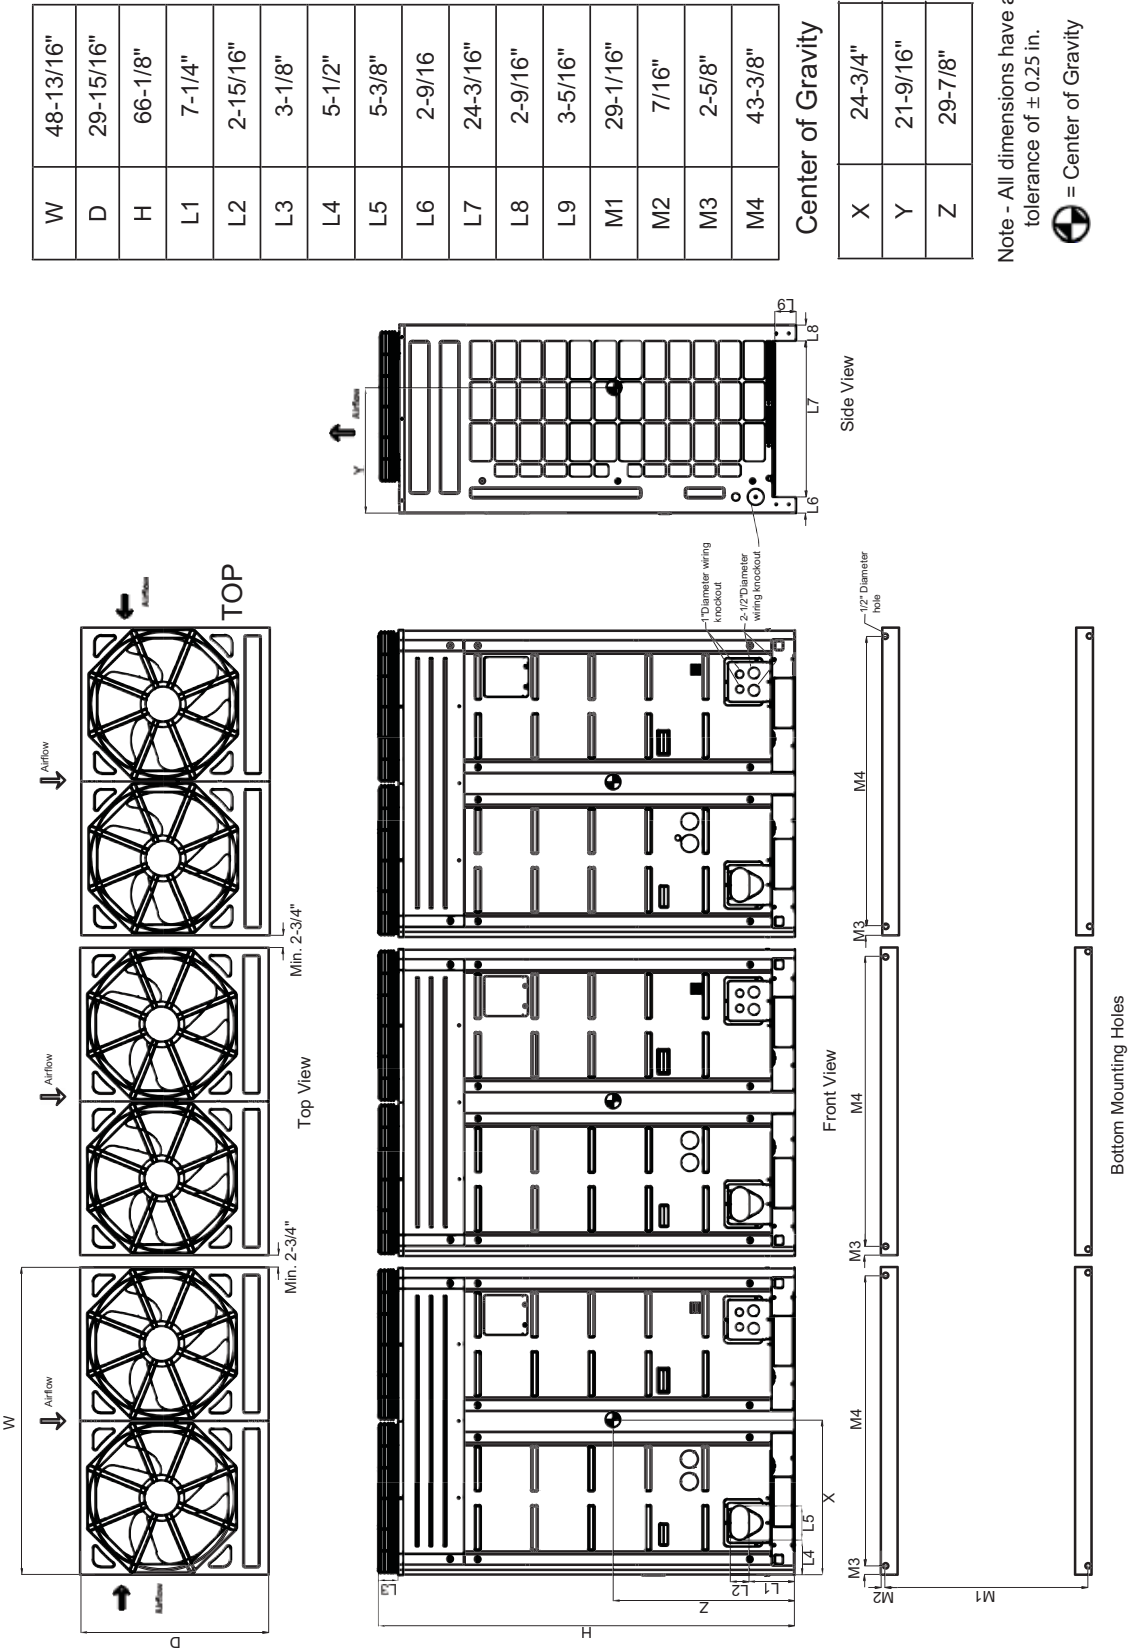 W 48-13/16"
D 29-15/16"
H 66-1/8"
L1 7-1/4"
L2 2-15/16"
L3 3-1/8"
L4 5-1/2"
L5 5-3/8"
L6 2-9/16
L7 24-3/16"
L8 2-9/16"
L9 3-5/16"
M1 29-1/16"
M2 7/16"
M3 2-5/8"
M4 43-3/8"
Center of Gravity
X 24-3/4"
Y 21-9/16"
Z 29-7/8"
Note - All dimensions have a
tolerance of ± 0.25 in.
= Center of Gravity
W
Airflow
Airflow
Airflow
Airflow
Airflow
D
Min. 2-3/4"
Min. 2-3/4"
TOP
Top View
H
Z
L3
L2
L1
L4
L5
X
1"Diameter wiring
knockout
2-1/2"Diameter
wiring knockout
Front View
Airflow
Y
L6
L7
L8
L9
Side View
M3
M4
M3
M4
M3
M4
M2
M1
1/2" Diameter
hole
Bottom Mounting Holes